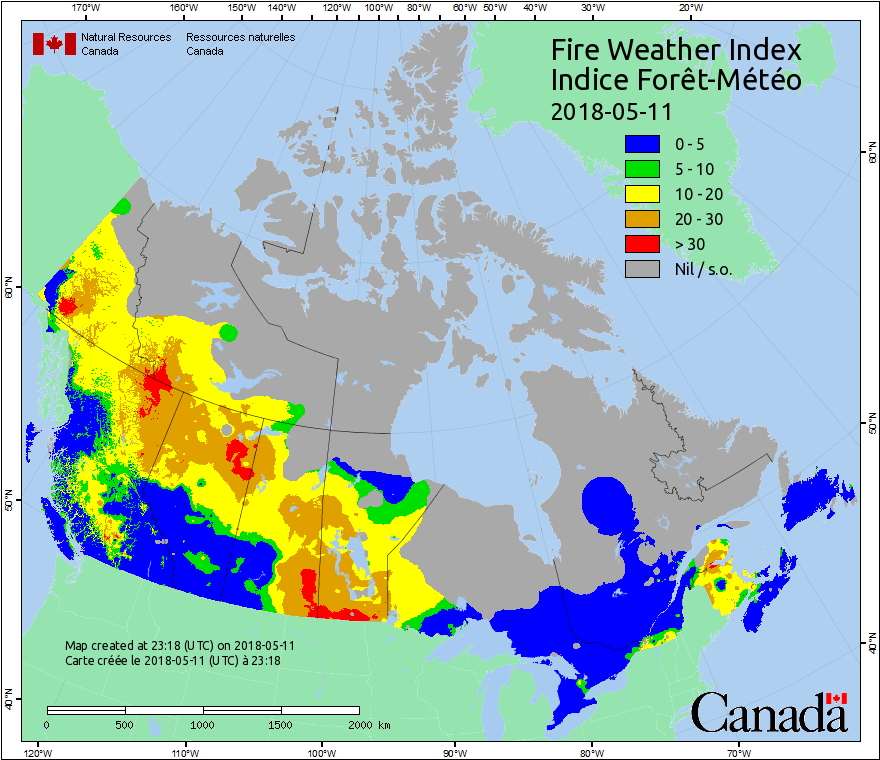 170°W 160°W 150°W 140°W 130°W 120°W 110°W 100°W 90°W 80°W 70°W 60°W 50°W 40°W 30°W 20°W
Natural Resources Ressources naturelles
Canada Canada
Fire Weather Index
Indice Forêt-Météo
2018-05-11
0 - 5
5 - 10
10 - 20
20 - 30
> 30
Nil / s.o.
60°N
60°N
50°N
50°N
40°N
40°N
Map created at 23:18 (UTC) on 2018-05-11
Carte créée le 2018-05-11 (UTC) à 23:18
0 500 1000 1500 2000 km
Canada
120°W 110°W 100°W 90°W 80°W 70°W